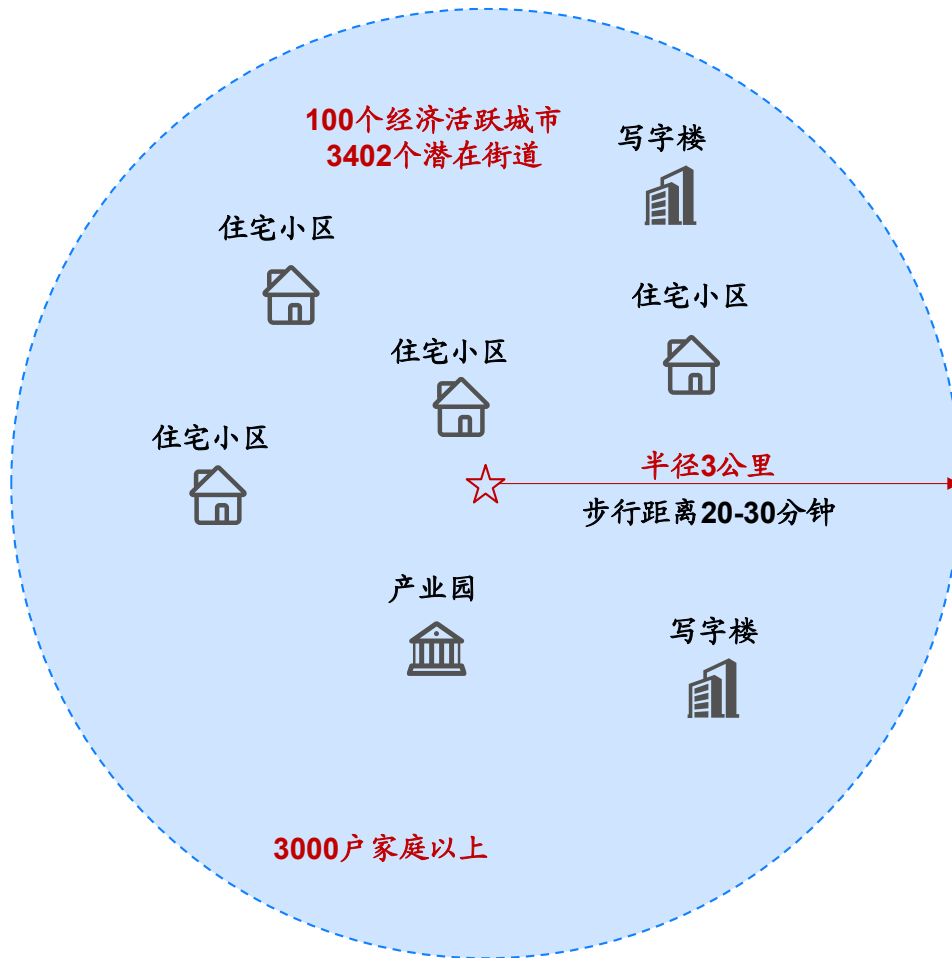 100个经济活跃城市
3402个潜在街道
写字楼
住宅小区
住宅小区
住宅小区
住宅小区
半径3公里
步行距离20-30分钟
产业园
写字楼
3000户家庭以上